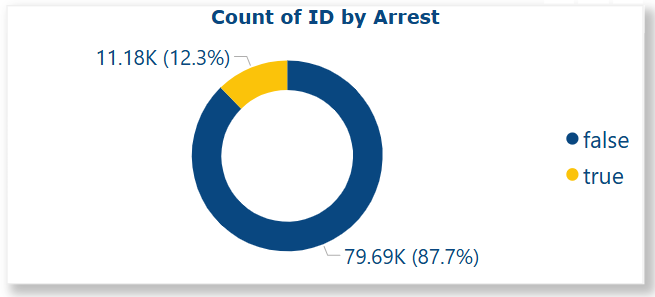 Count of ID by Arrest
11.18K (12.3%)
false
true
79.69K (87.7%)